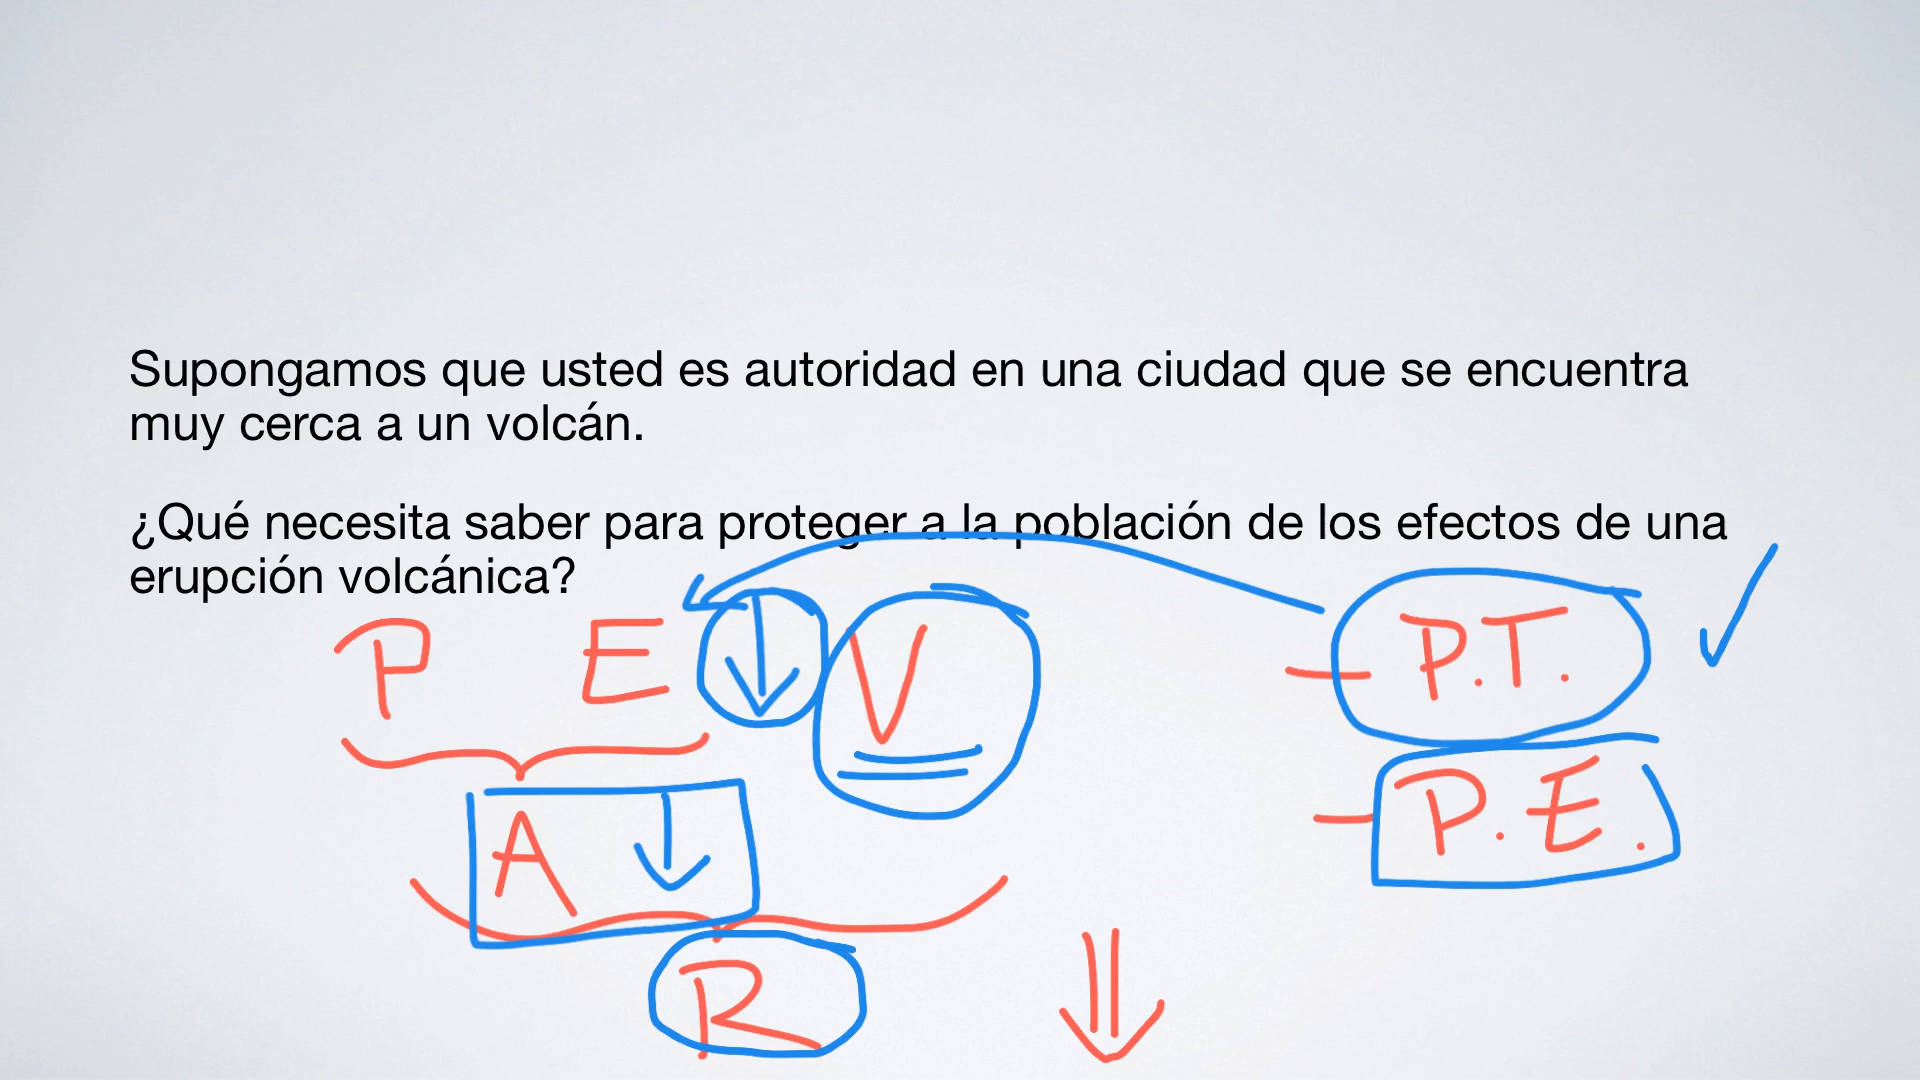 Supongamos que usted es autoridad en una ciudad que se encuentra
muy cerca a un volcán.
¿Qué necesita saber para proteger a la población de los efectos de una
erupción volcánica?
P E V P.T.
A P.E.
R